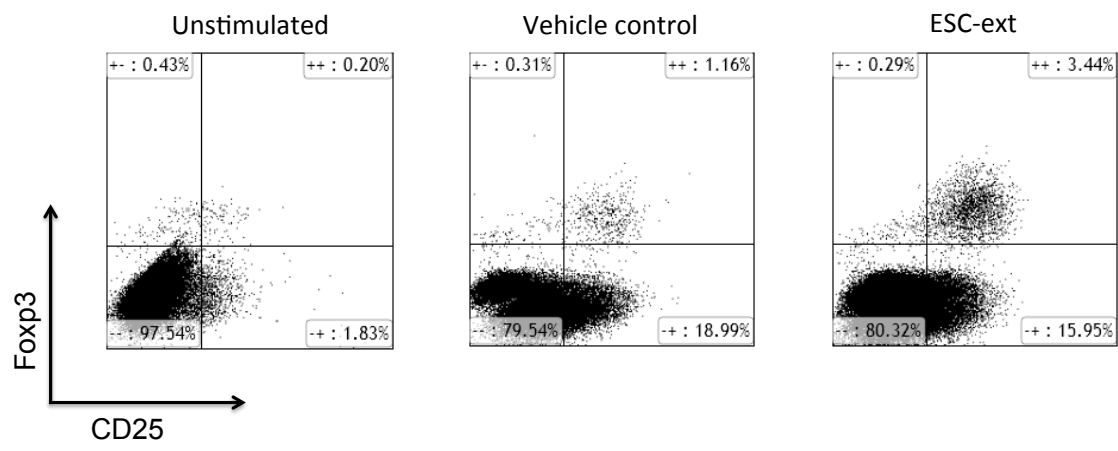 Unstimulated
Vehicle control
ESC-ext
+- : 0.43%
++ : 0.20%
+- : 0.31%
++ : 1.16%
+- : 0.29%
++ : 3.44%
-- : 97.54%
-+ : 1.83%
-- : 79.54%
-+ : 18.99%
-- : 80.32%
-+ : 15.95%
Foxp3
CD25